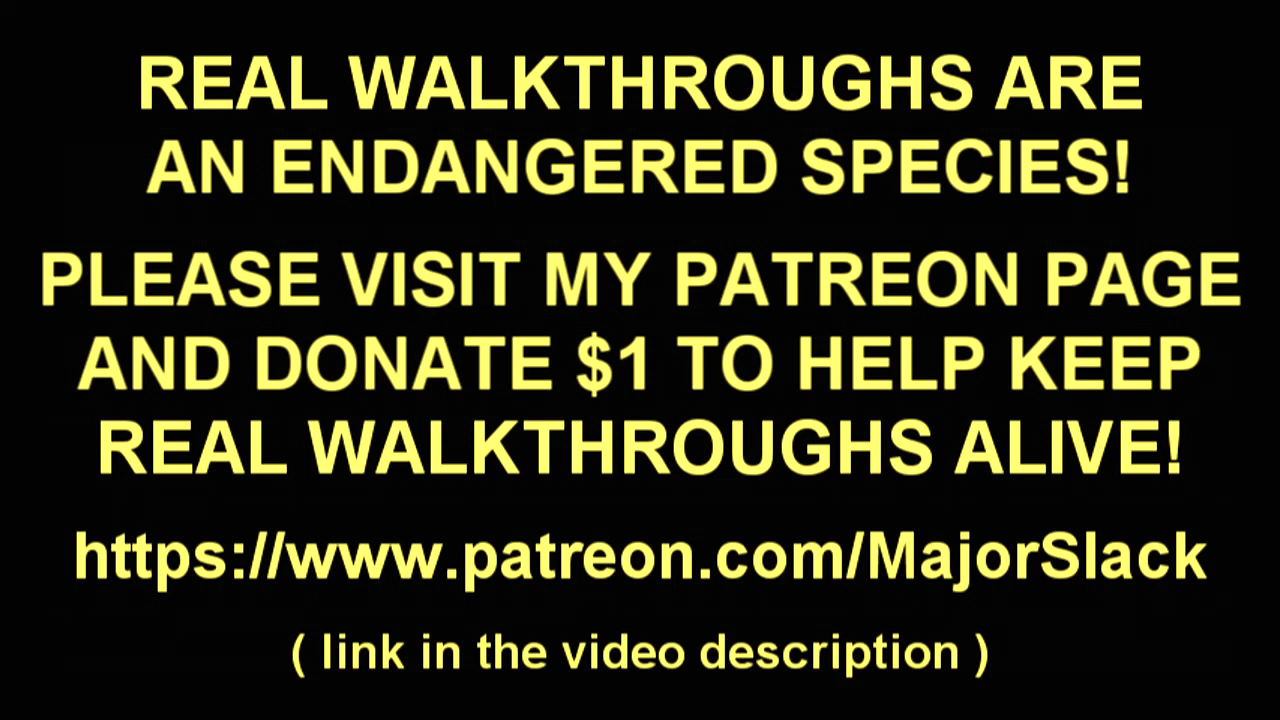 REAL WALKTHROUGHS ARE
AN ENDANGERED SPECIES!
PLEASE VISIT MY PATREON PAGE
AND DONATE $1 TO HELP KEEP
REAL WALKTHROUGHS ALIVE!
https://www.patreon.com/MajorSlack
( link in the video description )